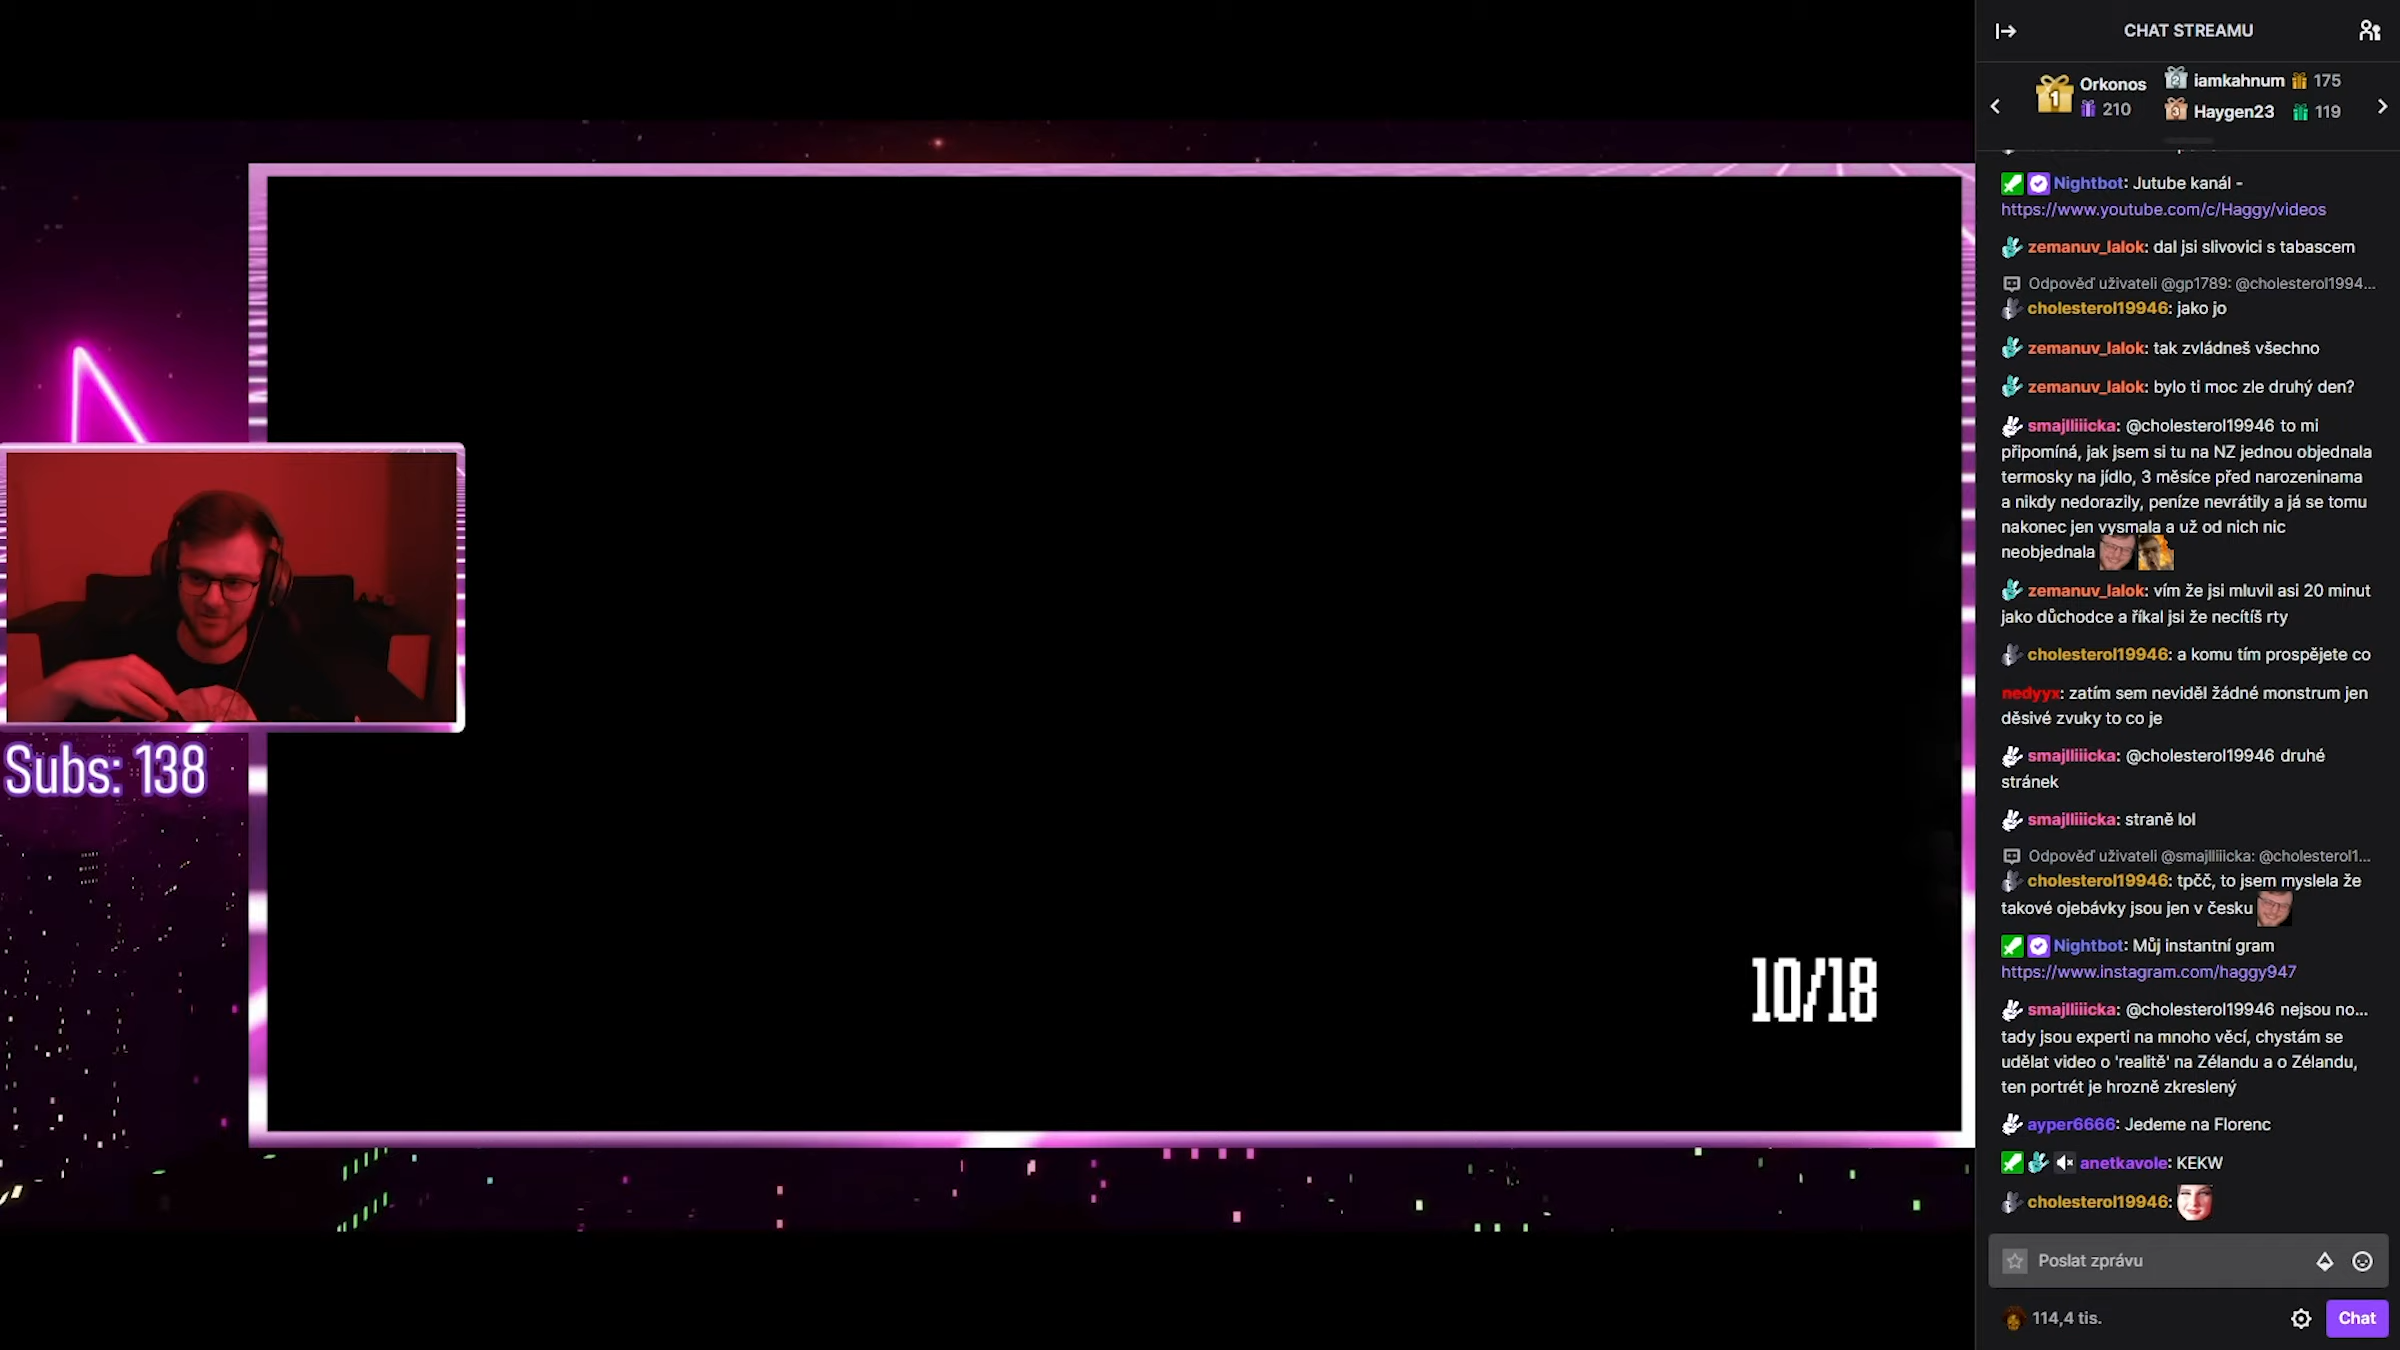 CHAT STREAMU
1 Orkonos
210
2 iamkahnum 175
3 Haygen23 119
Nightbot: Jutube kanál -
https://www.youtube.com/c/Haggy/videos
zemanuv_lalok: dal jsi slivovici s tabascem
Odpověď uživateli @gp1789: @cholesterol1994...
cholesterol19946: jako jo
zemanuv_lalok: tak zvládneš všechno
zemanuv_lalok: bylo ti moc zle druhý den?
smajlliiicka: @cholesterol19946 to mi
připomíná, jak jsem si tu na NZ jednou objednala
termosky na jídlo, 3 měsíce před narozeninama
a nikdy nedorazily, peníze nevrátily a já se tomu
nakonec jen vysmala a už od nich nic
neobjednala
zemanuv_lalok: vím že jsi mluvil asi 20 minut
jako důchodce a říkal jsi že necítíš rty
cholesterol19946: a komu tím prospějete co
nedyyx: zatím sem neviděl žádné monstrum jen
děsivé zvuky to co je
smajlliiicka: @cholesterol19946 druhé
stránek
smajlliiicka: straně lol
Odpověď uživateli @smajlliiicka: @cholesterol1...
cholesterol19946: tpčč, to jsem myslela že
takové ojebávky jsou jen v česku
Nightbot: Můj instantní gram
https://www.instagram.com/haggy947
smajlliiicka: @cholesterol19946 nejsou no...
tady jsou experti na mnoho věcí, chystám se
udělat video o 'realitě' na Zélandu a o Zélandu,
ten portrét je hrozně zkreslený
ayper6666: Jedeme na Florenc
anetkavole: KEKW
cholesterol19946:
Poslat zprávu
114,4 tis.
Chat
Subs: 138
10/18